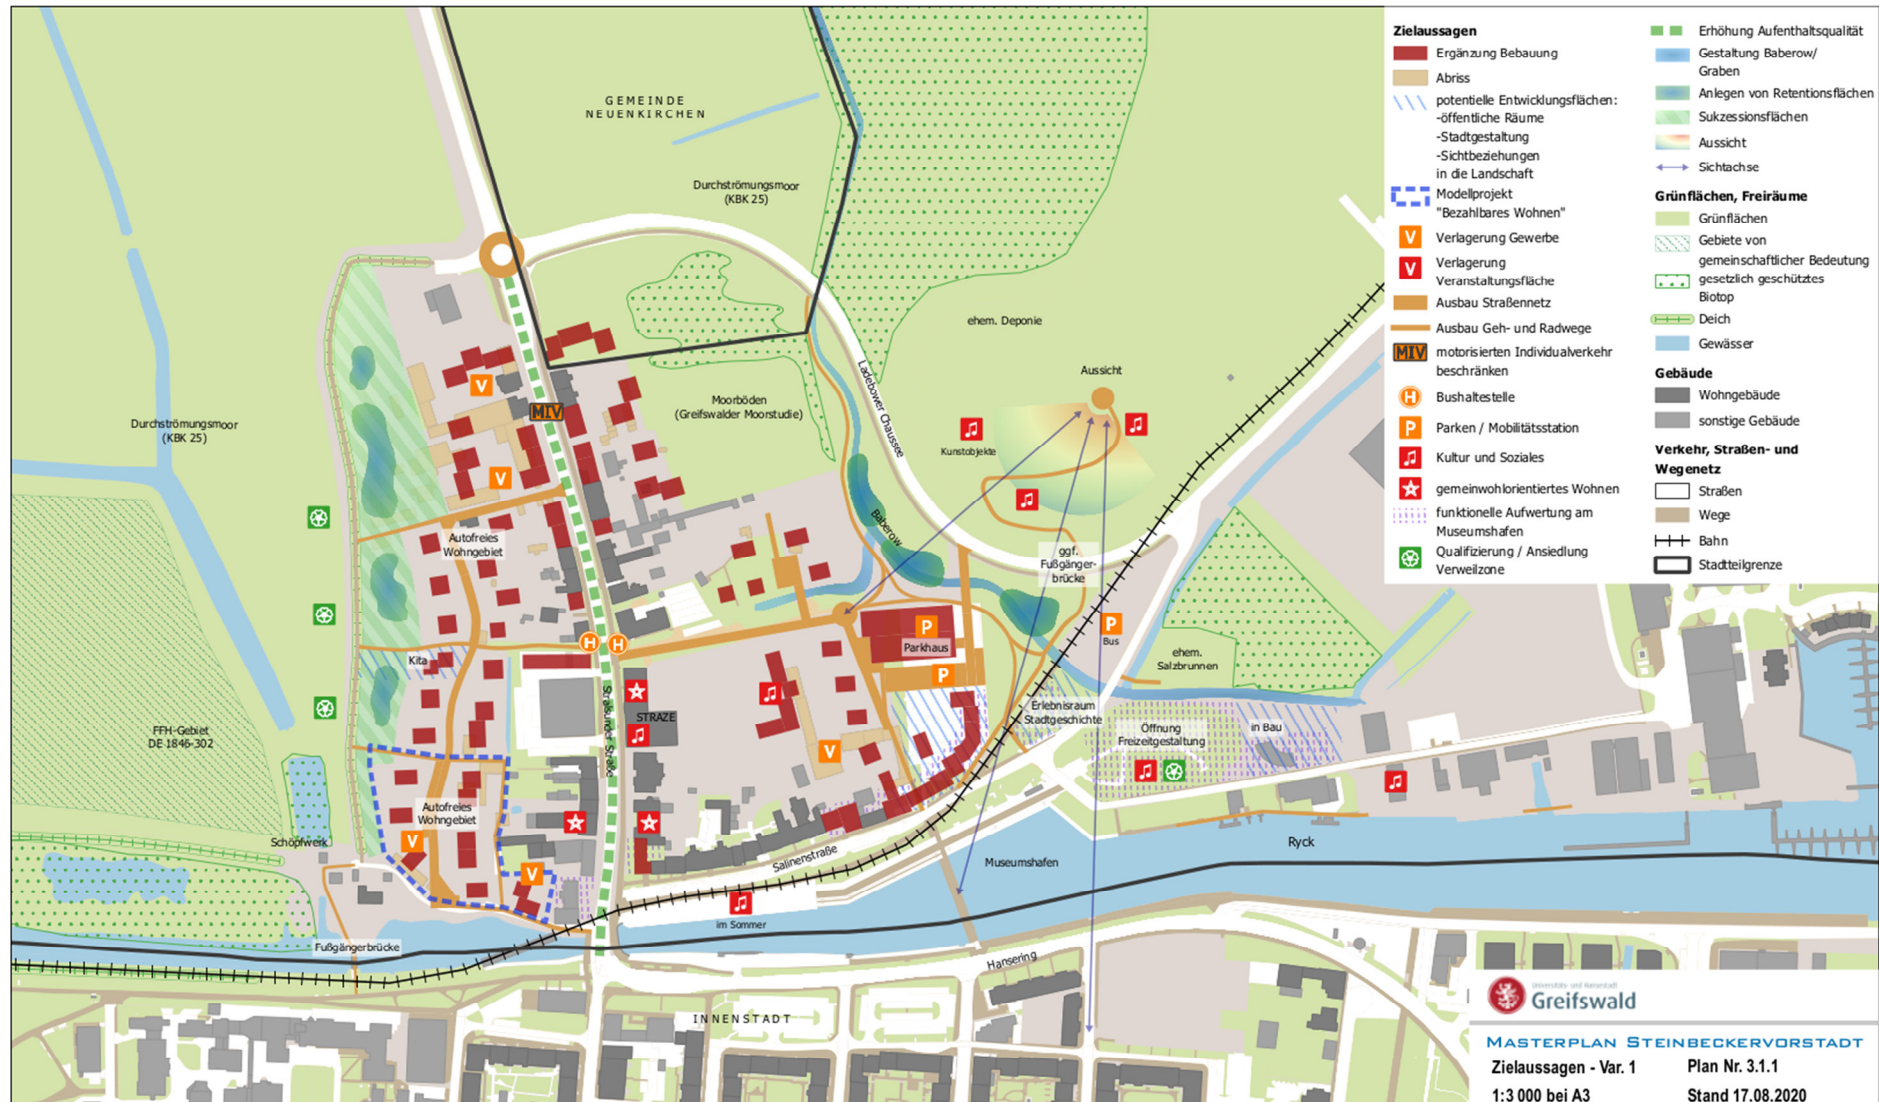 GEMEINDE
NEUENKIRCHEN
Durchströmungsmoor
(KBK 25)
Durchströmungsmoor
(KBK 25)
ehem. Deponie
Ladebower Chaussee
Aussicht
Kunstobjekte
Moorböden
(Greifswalder Moorstudie)
V
MIV
V
Autofreies
Wohngebiet
Baberow
ggf.
Fußgänger-
brücke
H
H
P
Parkhaus
P
P
Bus
ehem.
Salzbrunnen
Kita
Stralsunder Straße
STRAZE
Erlebnisraum
Stadtgeschichte
Öffnung
Freizeitgestaltung
in Bau
FFH-Gebiet
DE 1846-302
V
Autofreies
Wohngebiet
V
V
Schöpfwerk
Salinenstraße
Museumshafen
Ryck
im Sommer
Fußgängerbrücke
Hansering
INNENSTADT
Zielaussagen
Ergänzung Bebauung
Abriss
potentielle Entwicklungsflächen:
-öffentliche Räume
-Stadtgestaltung
-Sichtbeziehungen
in die Landschaft
Modellprojekt
"Bezahlbares Wohnen"
V Verlagerung Gewerbe
V Verlagerung
Veranstaltungsfläche
Ausbau Straßennetz
Ausbau Geh- und Radwege
MIV motorisierten Individualverkehr
beschränken
H Bushaltestelle
P Parken / Mobilitätsstation
Kultur und Soziales
gemeinwohlorientiertes Wohnen
funktionelle Aufwertung am
Museumshafen
Qualifizierung / Ansiedlung
Verweilzone
Erhöhung Aufenthaltsqualität
Gestaltung Baberow/
Graben
Anlegen von Retentionsflächen
Sukzessionsflächen
Aussicht
Sichtachse
Grünflächen, Freiräume
Grünflächen
Gebiete von
gemeinschaftlicher Bedeutung
gesetzlich geschütztes
Biotop
Deich
Gewässer
Gebäude
Wohngebäude
sonstige Gebäude
Verkehr, Straßen- und
Wegenetz
Straßen
Wege
Bahn
Stadtteilgrenze
Universitäts- und Hansestadt
Greifswald
MASTERPLAN STEINBECKERVORSTADT
Zielaussagen - Var. 1
Plan Nr. 3.1.1
1:3 000 bei A3
Stand 17.08.2020